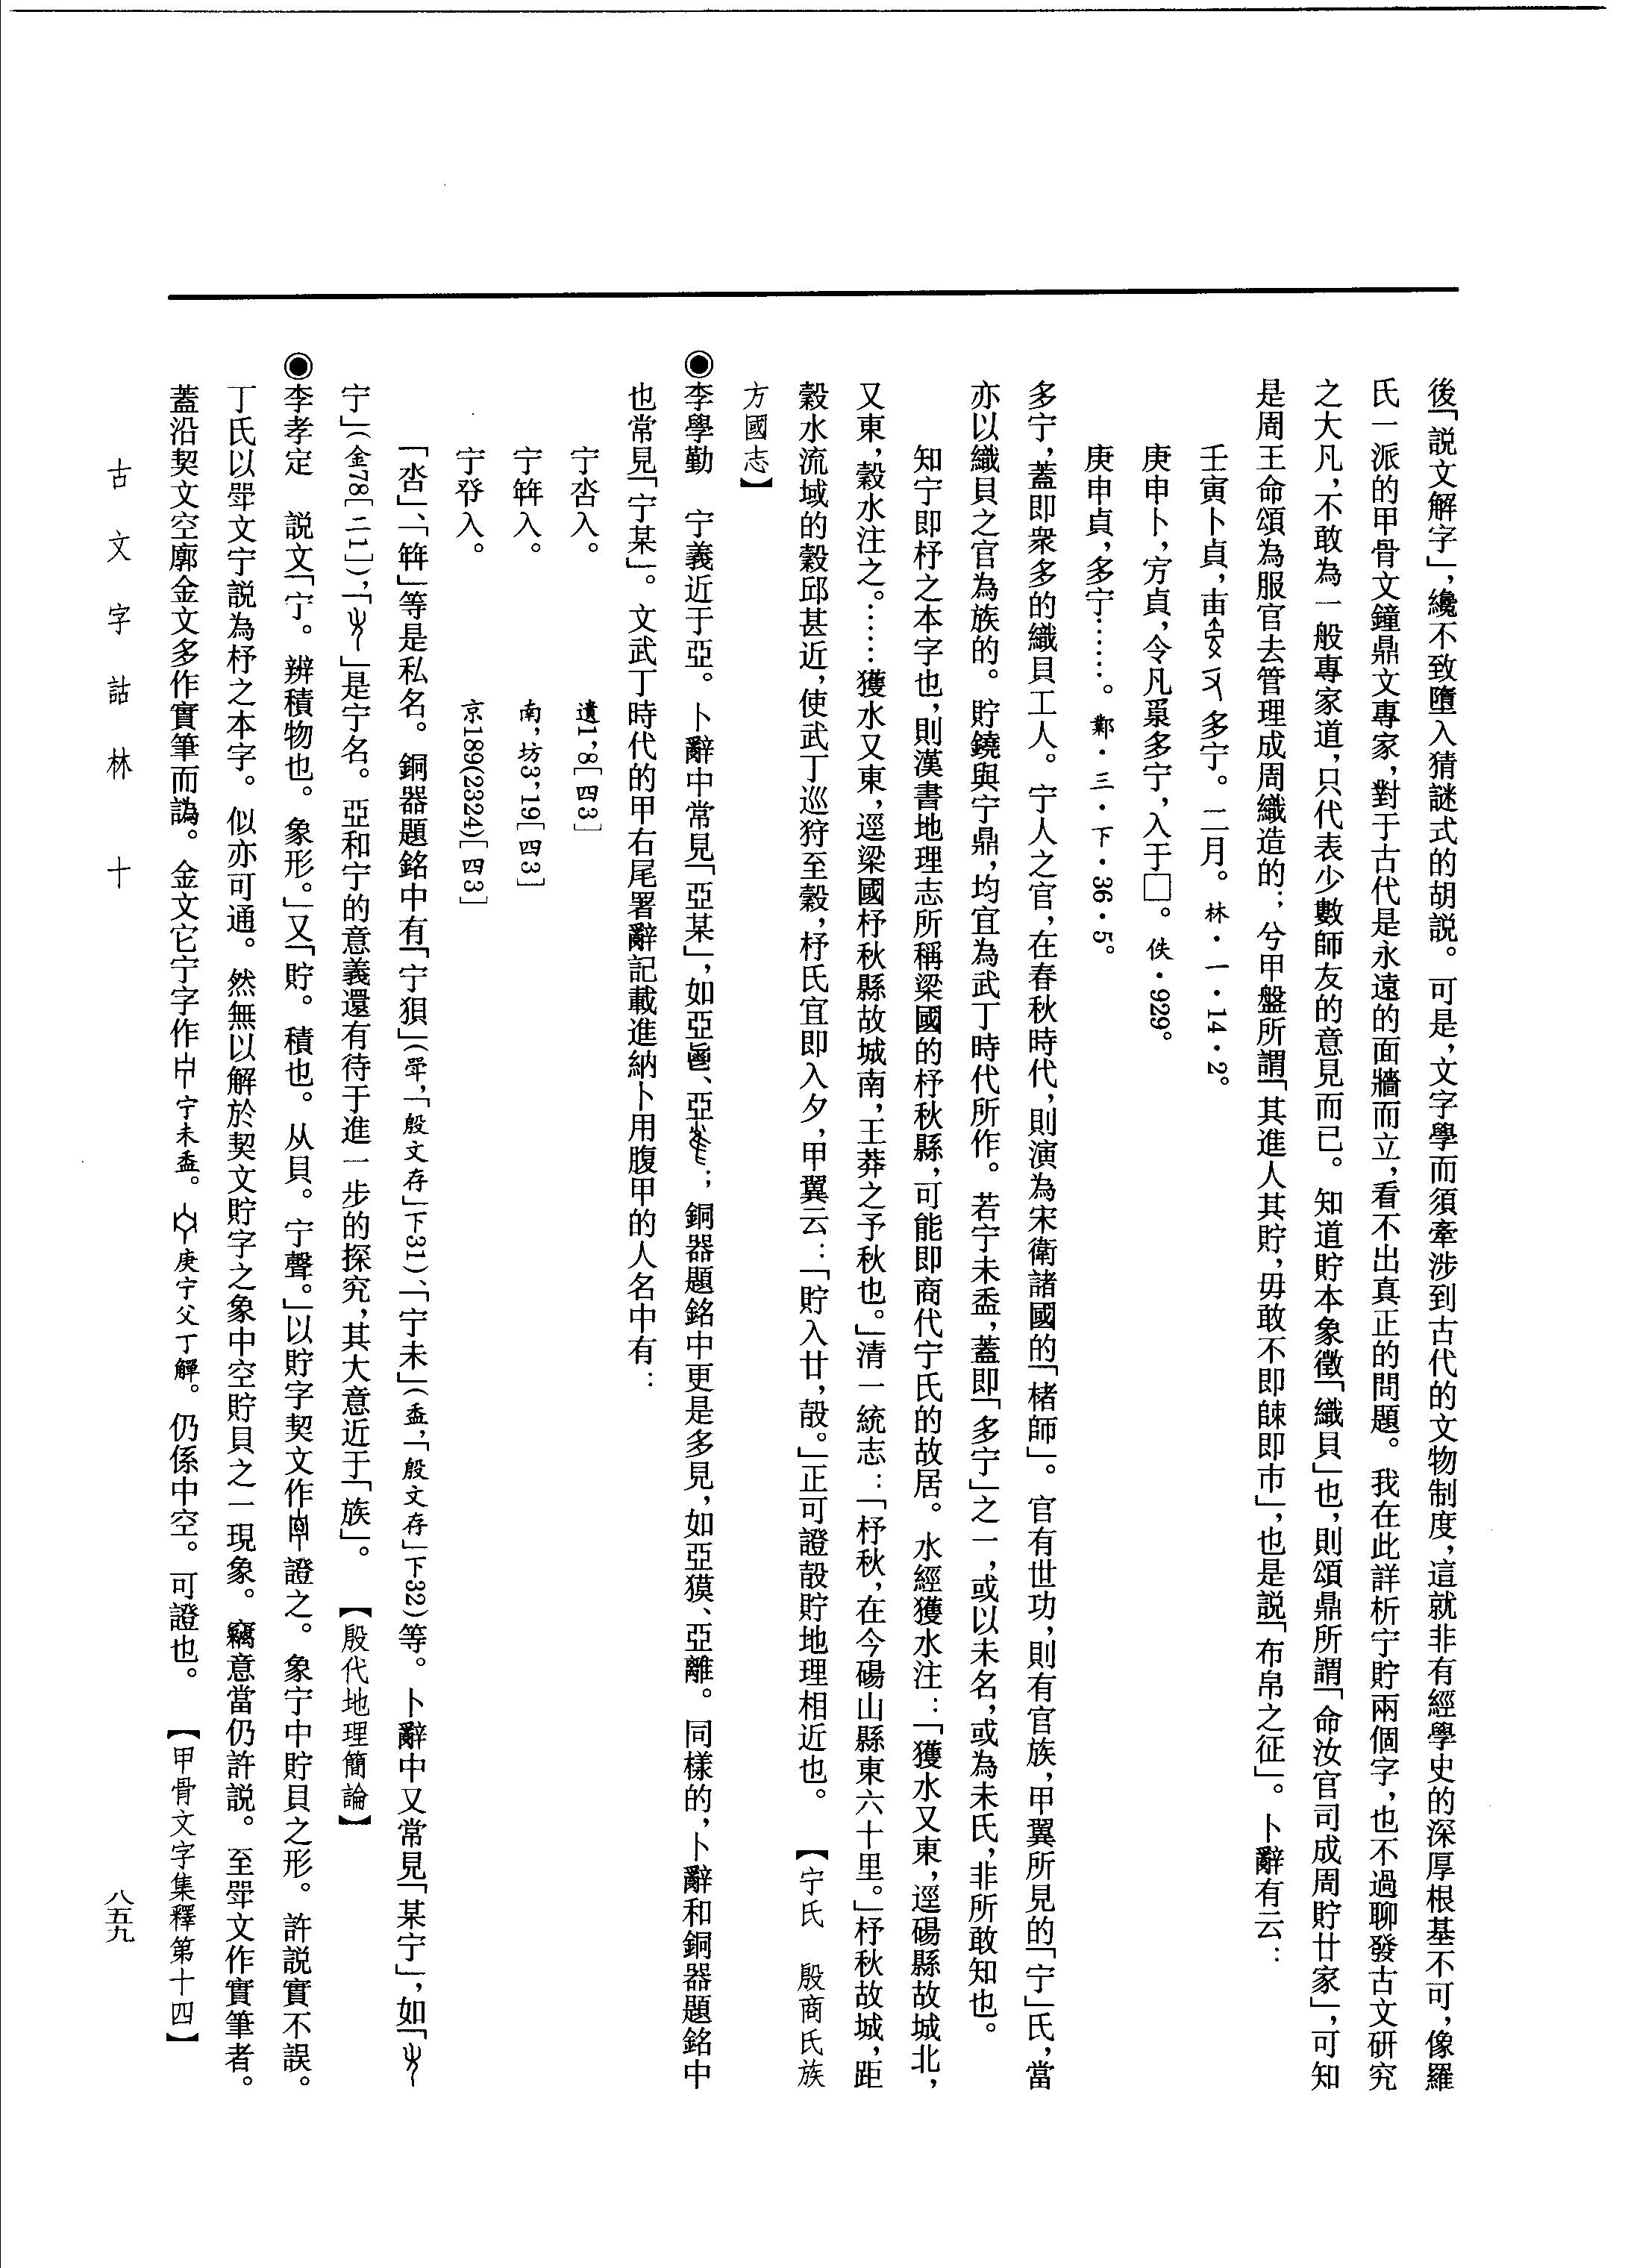 後「説文解字」，纔不致墮入猜謎式的胡説。可是，文字學而須牽涉到古代的文物制度，這就非有經學史的深厚根基不可，像羅
氏一派的甲骨文鐘鼎文專家，對于古代是永遠的面牆而立，看不出真正的問題。我在此詳析宁貯兩個字，也不過聊發古文研究
之大凡，不敢為一般專家道，只代表少數師友的意見而已。知道貯本象徵「織貝」也，則頌鼎所謂「命汝官司成周貯廿家」，可知
是周王命頌為服官去管理成周織造的；兮甲盤所謂「其進人其貯，毋敢不即𠂤即市」，也是説「布帛之征」。卜辭有云：
壬寅卜貞，由多宁。二月。林·一·14·2。
庚申卜，㱿貞，令凡㲋多宁，入于□。佚·929。
庚申貞，多宁……。鄴·三·下·36·5。
多宁，蓋即衆多的織貝工人。宁人之官，在春秋時代，則演為宋衛諸國的「楮師」。官有世功，則有官族，甲翼所見的「宁」氏，當
亦以織貝之官為族的。貯鐃與宁鼎，均宜為武丁時代所作。若宁未盉，蓋即「多宁」之一，或以未名，或為未氏，非所敢知也。
知宁即杼之本字也，則漢書地理志所稱梁國的杼秋縣，可能即商代宁氏的故居。水經獲水注：「獲水又東，逕碭縣故城北，
又東，穀水注之。……獲水又東，逕梁國杼秋縣故城南，王莽之予秋也。」清一統志：「杼秋，在今碭山縣東六十里。」杼秋故城，距
穀水流域的穀邱甚近，使武丁巡狩至穀，杼氏宜即入夕，甲翼云：「貯入廿，㱿。」正可證㱿貯地理相近也。　【宁氏　殷商氏族
方國志】
◉李學勤　宁義近于亞。卜辭中常見「亞某」，如亞、亞；銅器題銘中更是多見，如亞獏、亞離。同樣的，卜辭和銅器題銘中
也常見「宁某」。文武丁時代的甲右尾署辭記載進納卜用腹甲的人名中有：
宁㳫入。　遺1，8[四3]
宁入。　南，坊3，19[四3]
宁入。　京189(2324)[四3]
「㳫」、「」等是私名。銅器題銘中有「宁狽」（斝，「殷文存」下31）、「宁未」（盉，「殷文存」下32）等。卜辭中又常見「某宁」，如「
宁」（金78[二1]），「」是宁名。亞和宁的意義還有待于進一步的探究，其大意近于「族」。　【殷代地理簡論】
◉李孝定　説文「宁。辨積物也。象形。」又「貯。積也。从貝。宁聲。」以貯字契文作證之。象宁中貯貝之形。許説實不誤。
丁氏以斝文宁説為杼之本字。似亦可通。然無以解於契文貯字之象中空貯貝之一現象。竊意當仍許説。至斝文作實筆者。
蓋沿契文空廓金文多作實筆而譌。金文它宁字作宁未盉。庚宁父丁觶。仍係中空。可證也。　【甲骨文字集釋第十四】
古文字詁林　十
八五九